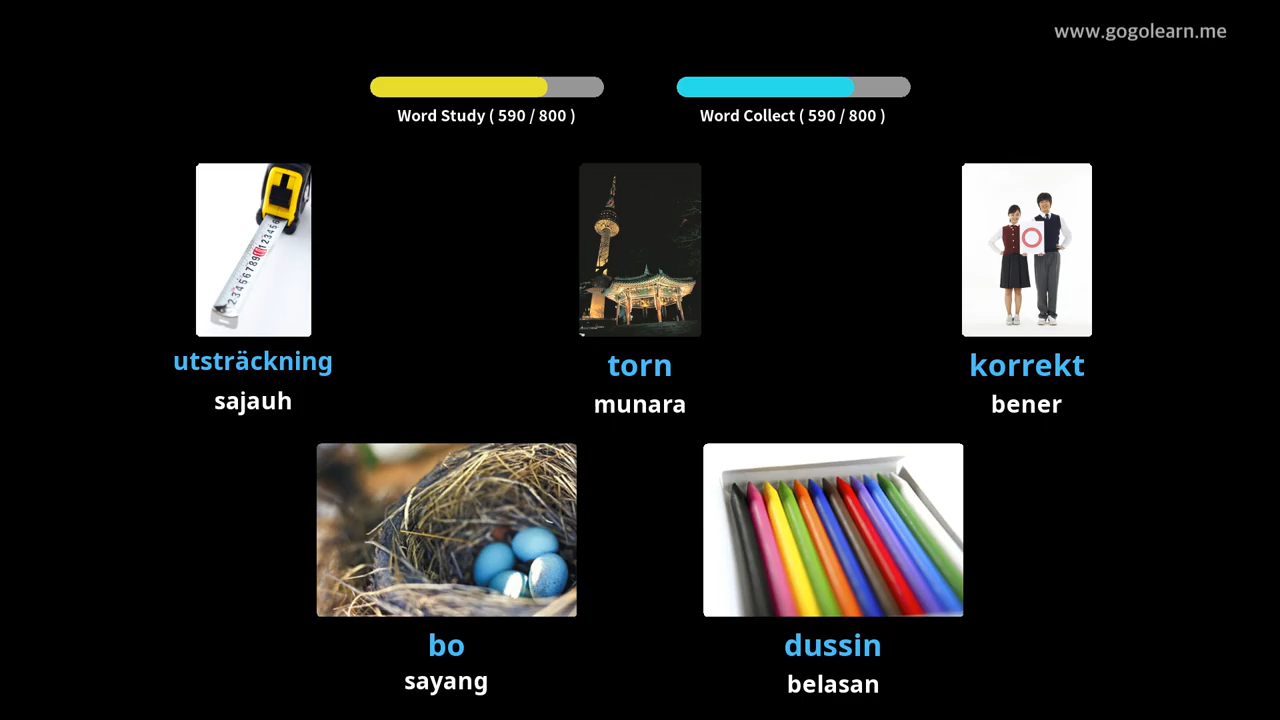 www.gogolearn.me
Word Study ( 590 / 800 )
Word Collect ( 590 / 800 )
utsträckning
sajauh
torn
munara
korrekt
bener
bo
sayang
dussin
belasan